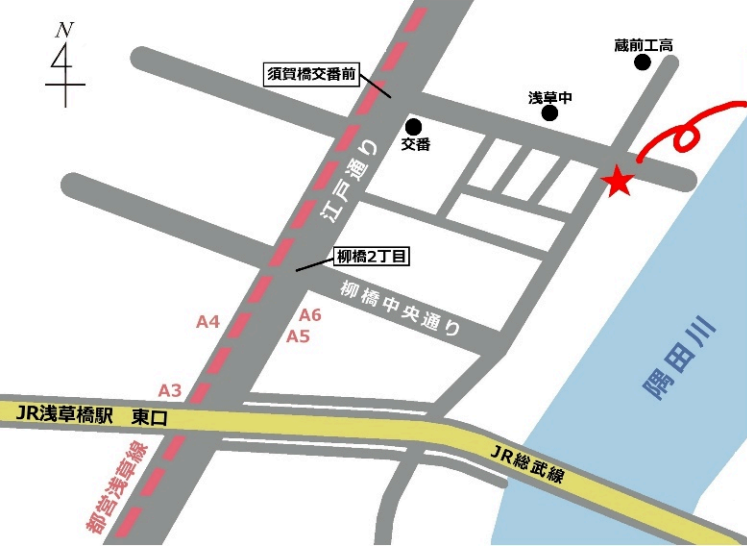 N
蔵前工高
須賀橋交番前
浅草中
交番
江戸通り
柳橋2丁目
柳橋中央通り
A4
A6
A5
隅田川
A3
JR浅草橋駅 東口
JR総武線
都営浅草線